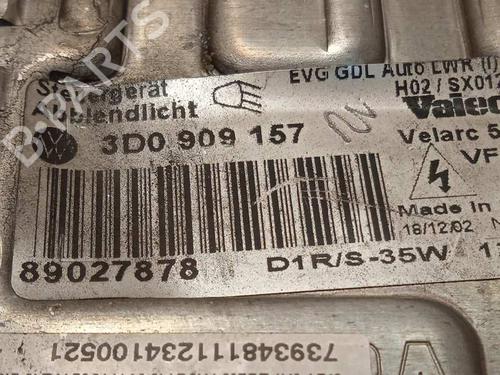 EVG GDL Auto LWR (I)
Steuergerät
H02 / SX012
Abblendlicht
Valeo
3D0 909 157
Velarc 5
VF
Made in
18/12/02
89027878
D1R/S-35W
739348111234100521
B-PARTS